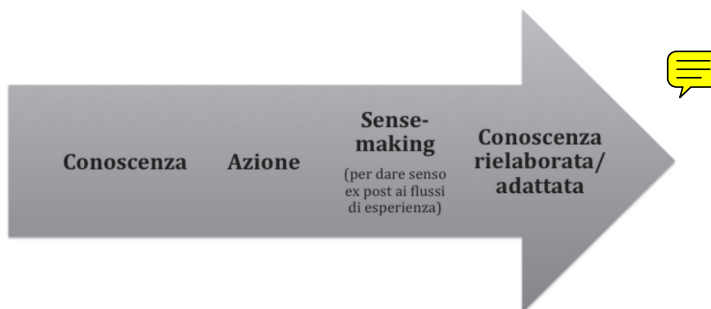 Conoscenza
Azione
Sense-
making
(per dare senso
ex post ai flussi
di esperienza)
Conoscenza
rielaborata/
adattata